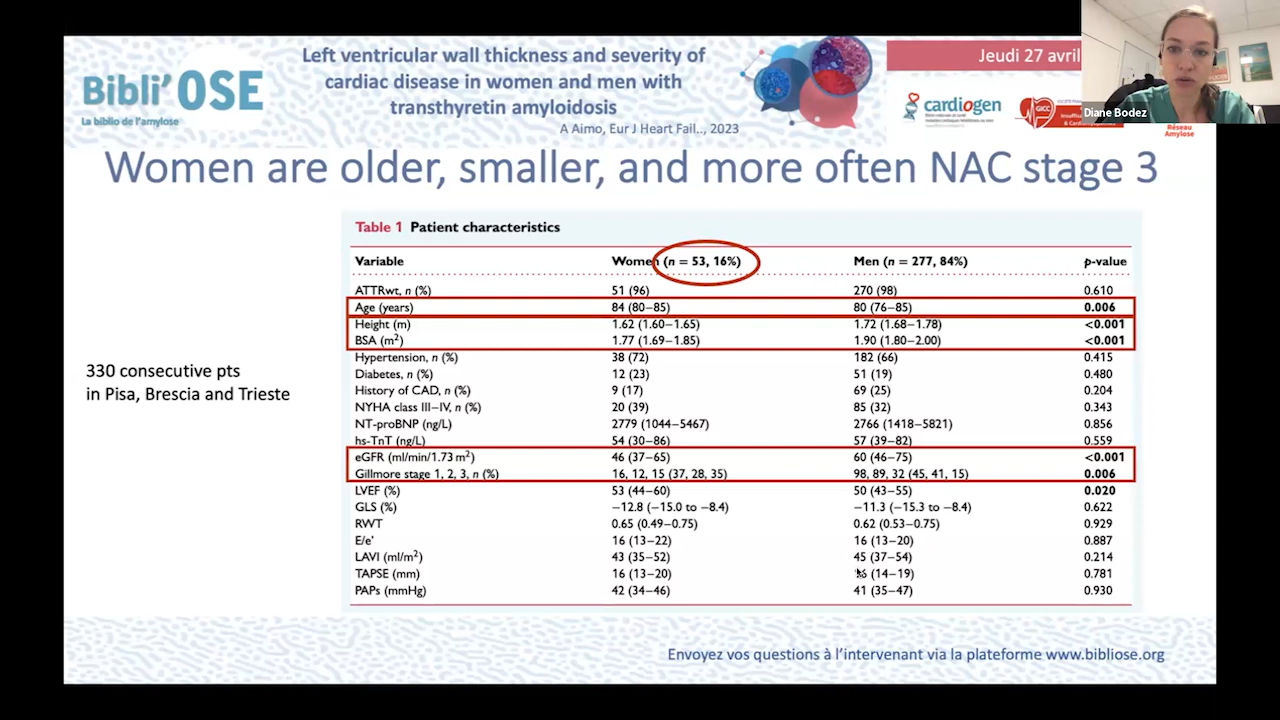 Bibli'OSE
La biblio de l'amylose
Left ventricular wall thickness and severity of
cardiac disease in women and men with
transthyretin amyloidosis
A Aimo, Eur J Heart Fail.., 2023
Jeudi 27 avril
cardiogen
GICC
Réseau
Amylose
Diane Bodez
Women are older, smaller, and more often NAC stage 3
330 consecutive pts
in Pisa, Brescia and Trieste
Table 1 Patient characteristics
Variable Women (n = 53, 16%) Men (n = 277, 84%) p-value
ATTRwt, n (%) 51 (96) 270 (98) 0.610
Age (years) 84 (80–85) 80 (76–85) 0.006
Height (m) 1.62 (1.60–1.65) 1.72 (1.68–1.78) <0.001
BSA (m²) 1.77 (1.69–1.85) 1.90 (1.80–2.00) <0.001
Hypertension, n (%) 38 (72) 182 (66) 0.415
Diabetes, n (%) 12 (23) 51 (19) 0.480
History of CAD, n (%) 9 (17) 69 (25) 0.204
NYHA class III–IV, n (%) 20 (39) 85 (32) 0.343
NT-proBNP (ng/L) 2779 (1044–5467) 2766 (1418–5821) 0.856
hs-TnT (ng/L) 54 (30–86) 57 (39–82) 0.559
eGFR (ml/min/1.73 m²) 46 (37–65) 60 (46–75) <0.001
Gillmore stage 1, 2, 3, n (%) 16, 12, 15 (37, 28, 35) 98, 89, 32 (45, 41, 15) 0.006
LVEF (%) 53 (44–60) 50 (43–55) 0.020
GLS (%) −12.8 (−15.0 to −8.4) −11.3 (−15.3 to −8.4) 0.622
RWT 0.65 (0.49–0.75) 0.62 (0.53–0.75) 0.929
E/e' 16 (13–22) 16 (13–20) 0.887
LAVI (ml/m²) 43 (35–52) 45 (37–54) 0.214
TAPSE (mm) 16 (13–20) (14–19) 0.781
PAPs (mmHg) 42 (34–46) 41 (35–47) 0.930
Envoyez vos questions à l'intervenant via la plateforme www.bibliose.org